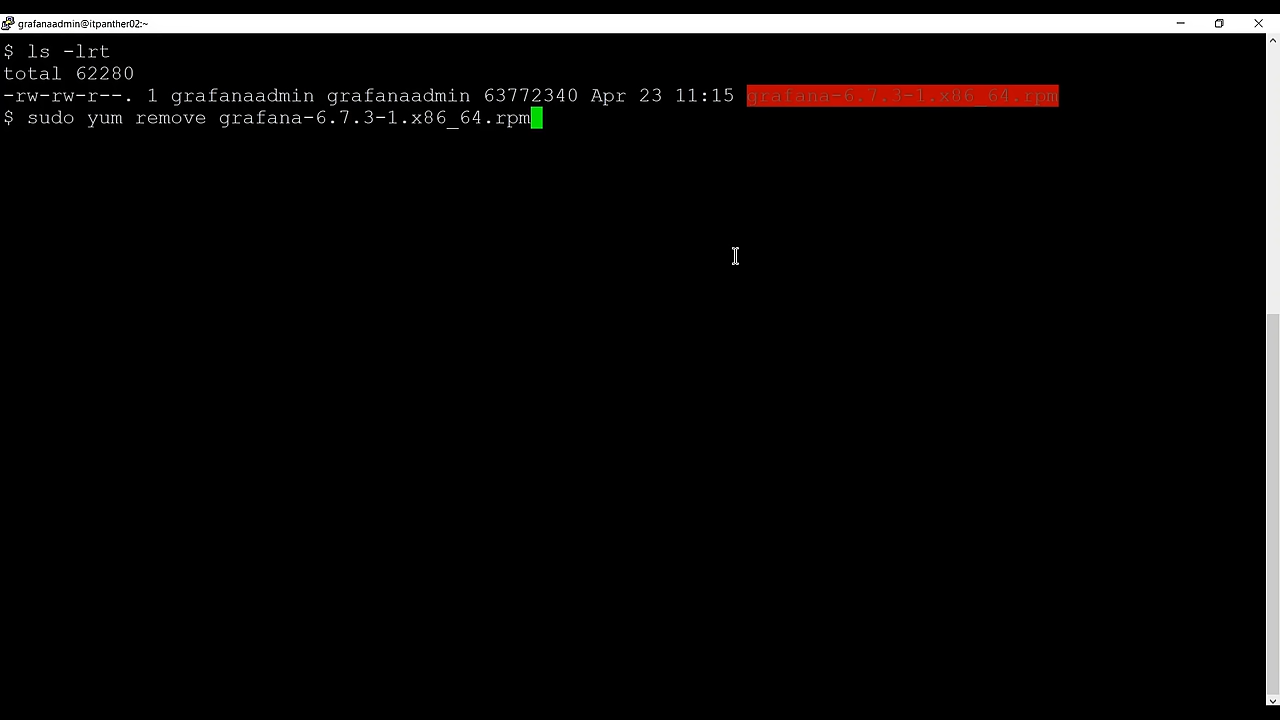 grafanaadmin@itpanther02:~
$ ls -lrt
total 62280
-rw-rw-r--. 1 grafanaadmin grafanaadmin 63772340 Apr 23 11:15 grafana-6.7.3-1.x86_64.rpm
$ sudo yum remove grafana-6.7.3-1.x86_64.rpm